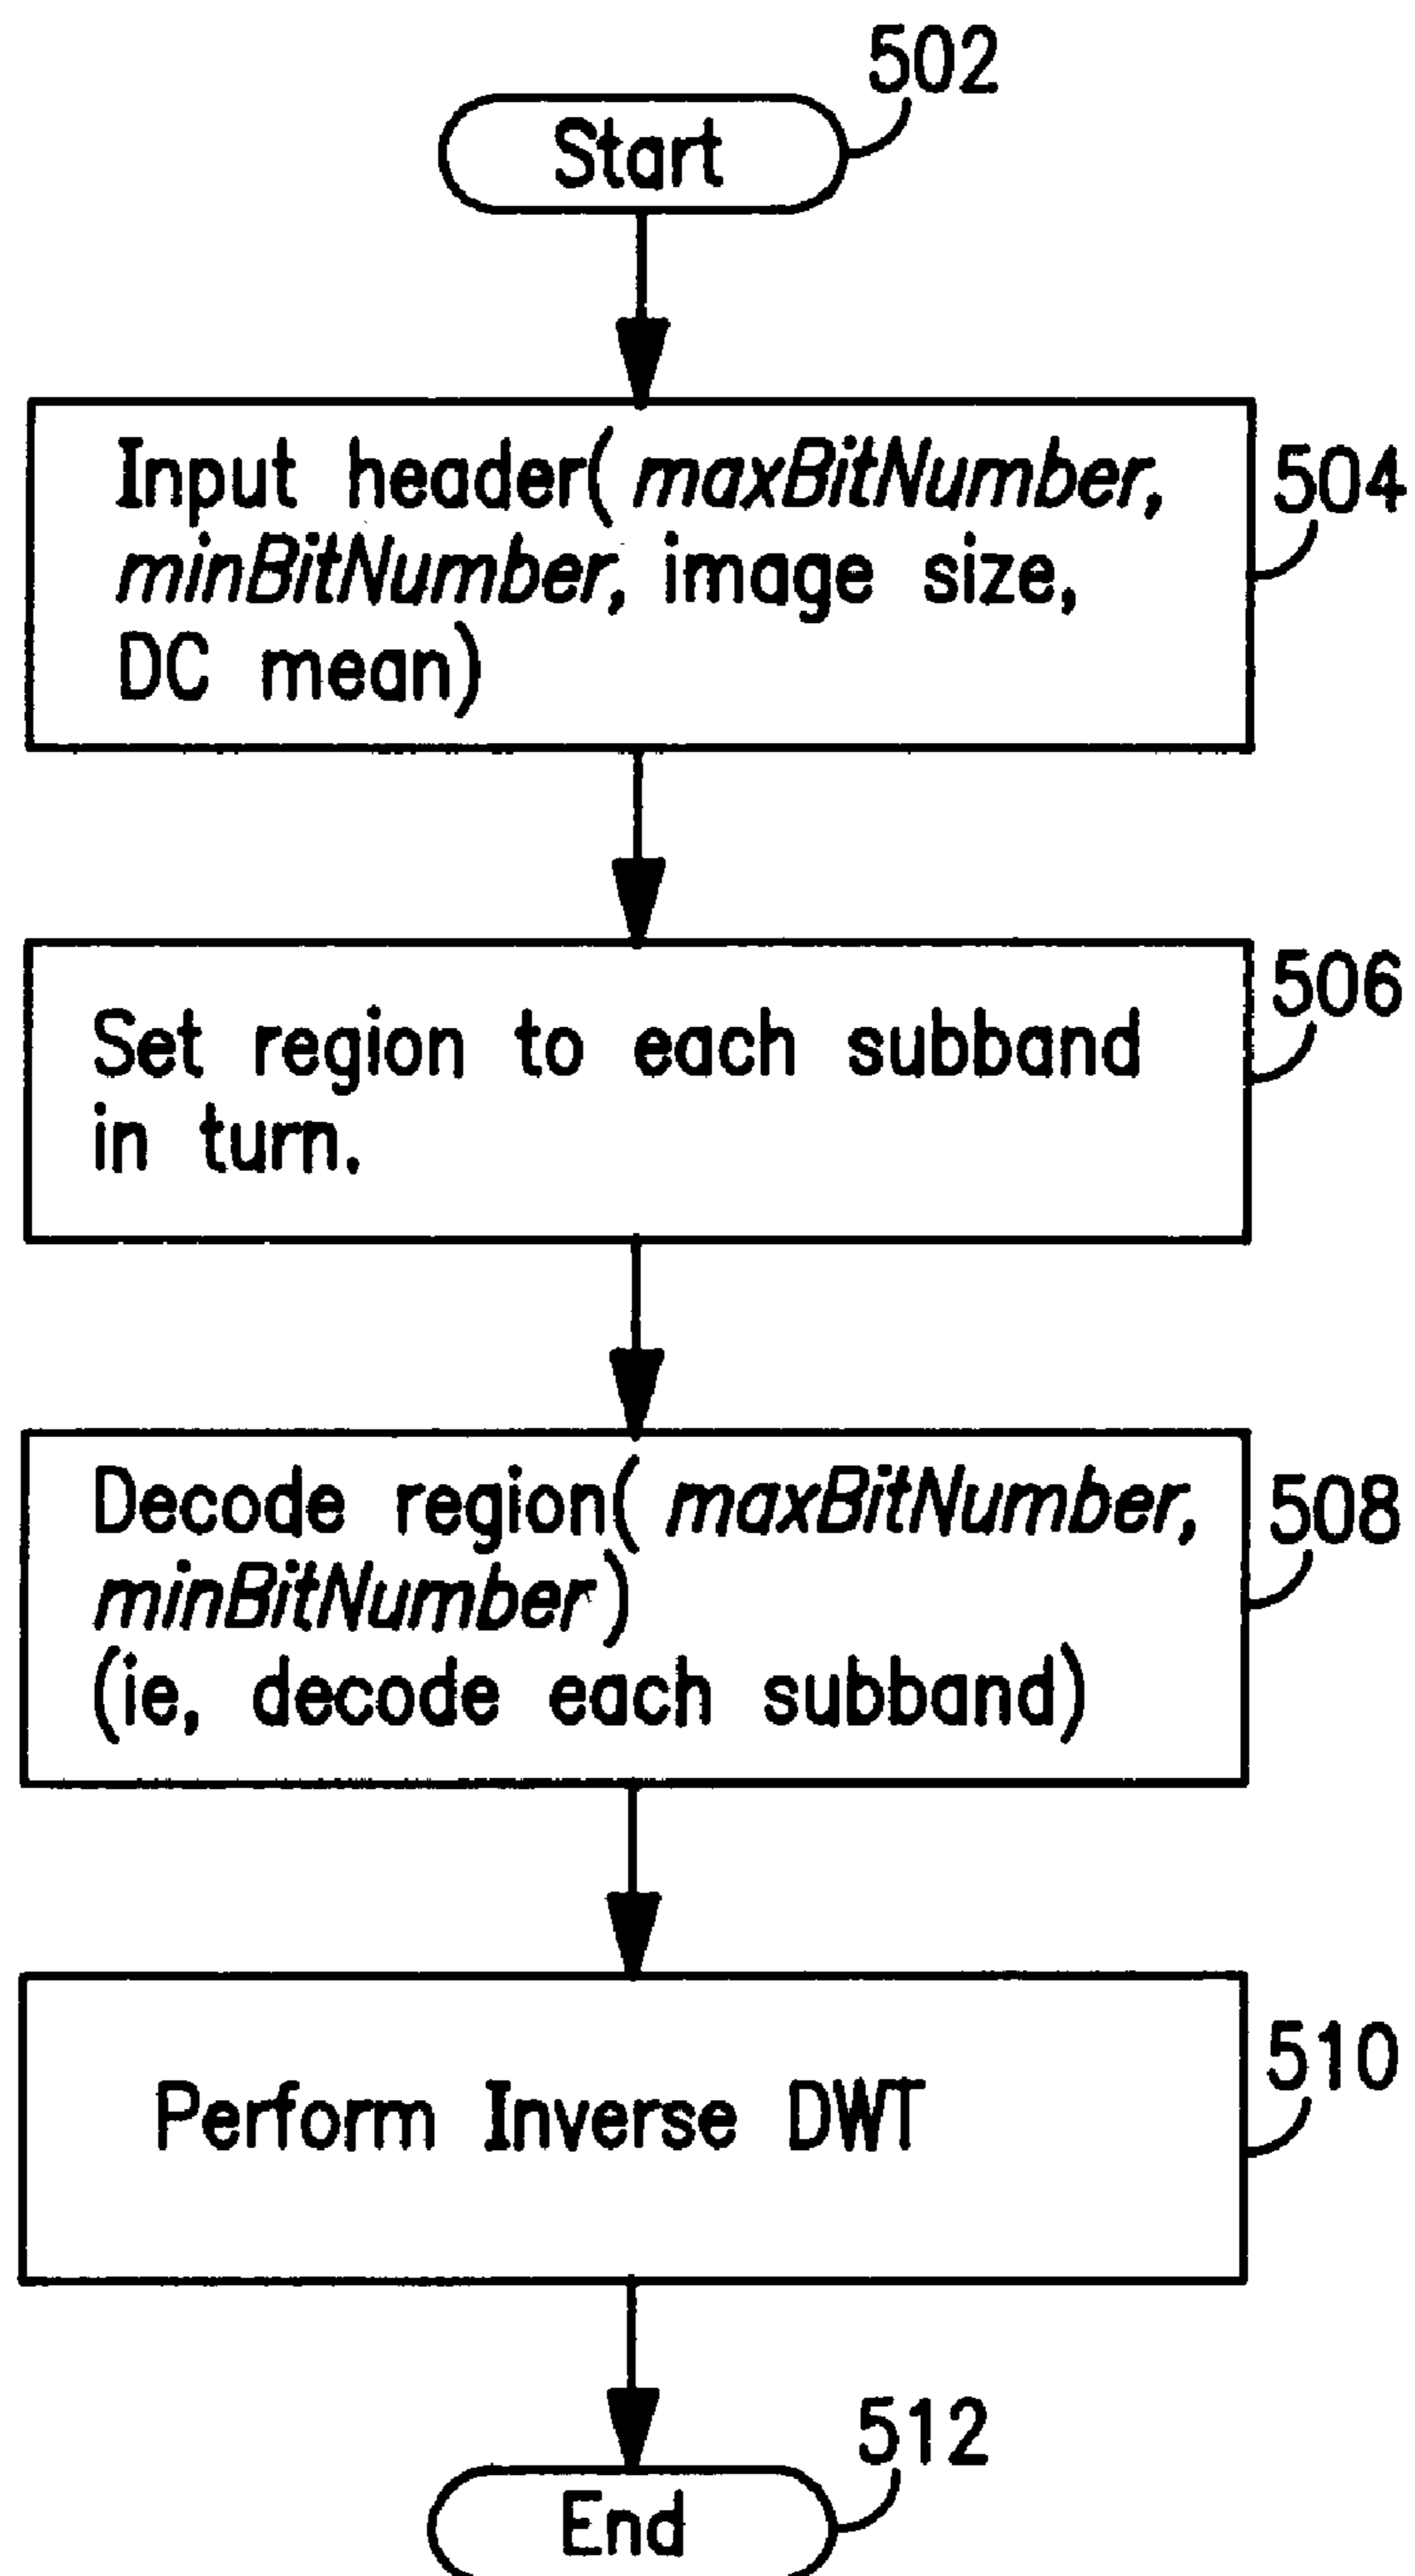 502
Start
Input header( maxBitNumber,
minBitNumber, image size,
DC mean)
504
Set region to each subband
in turn.
506
Decode region( maxBitNumber,
minBitNumber)
(ie, decode each subband)
508
Perform Inverse DWT
510
512
End